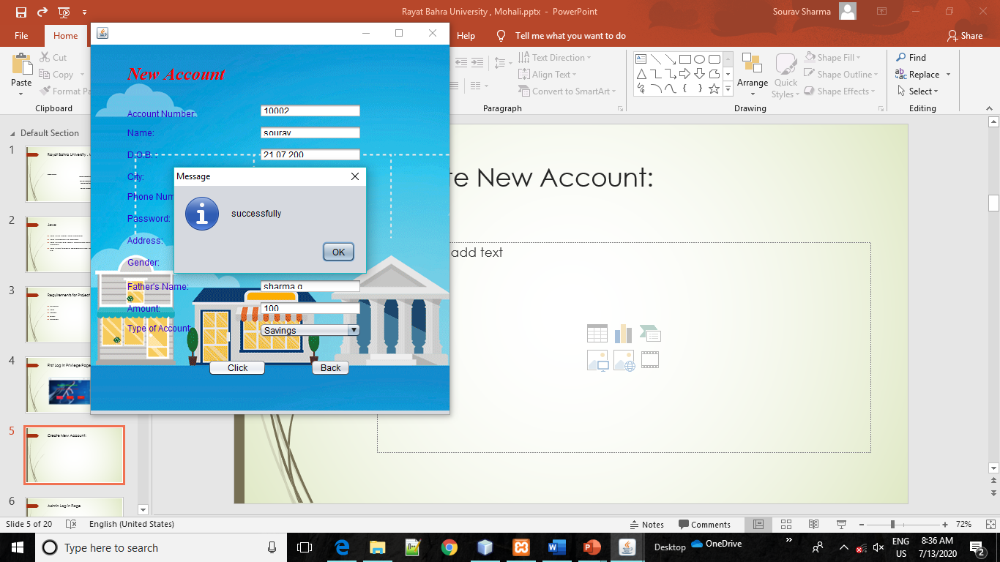 Rayat Bahra University , Mohali.pptx - PowerPoint
Sourav Sharma
File
Home
Help
Tell me what you want to do
Share
Paste
Cut
Copy
Format Pa
Clipboard
Text Direction
Align Text
Convert to SmartArt
Paragraph
Arrange
Quick Styles
Shape Fill
Shape Outline
Shape Effects
Drawing
Find
Replace
Select
Editing
Default Section
1
Rayat Bahra University ,
2
Java
3
Requirements for Project
4
First Log in Privilege Page
5
Create New Account:
6
Admin Log in Page
New Account
Account Number: 10002
Name: sourav
D.O.B. : 21.07.200
City:
Phone Num
Password:
Address:
Gender:
Father's Name: sharma g
Amount: 100
Type of Account: Savings
Click
Back
Message
successfully
OK
te New Account:
add text
Slide 5 of 20
English (United States)
Notes
Comments
72%
Type here to search
Desktop
OneDrive
ENG
US
8:36 AM
7/13/2020
2